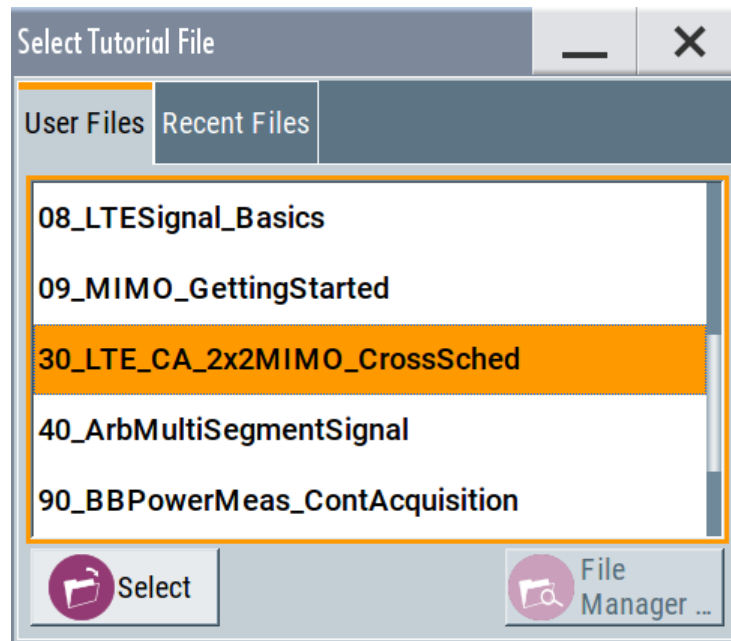 Select Tutorial File
User Files Recent Files
08_LTESignal_Basics
09_MIMO_GettingStarted
30_LTE_CA_2x2MIMO_CrossSched
40_ArbMultiSegmentSignal
90_BBPowerMeas_ContAcquisition
Select
File
Manager ...